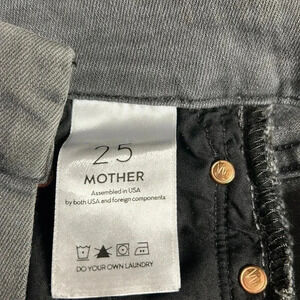 25
MOTHER
Assembled in USA
by both USA and foreign components
DO YOUR OWN LAUNDRY